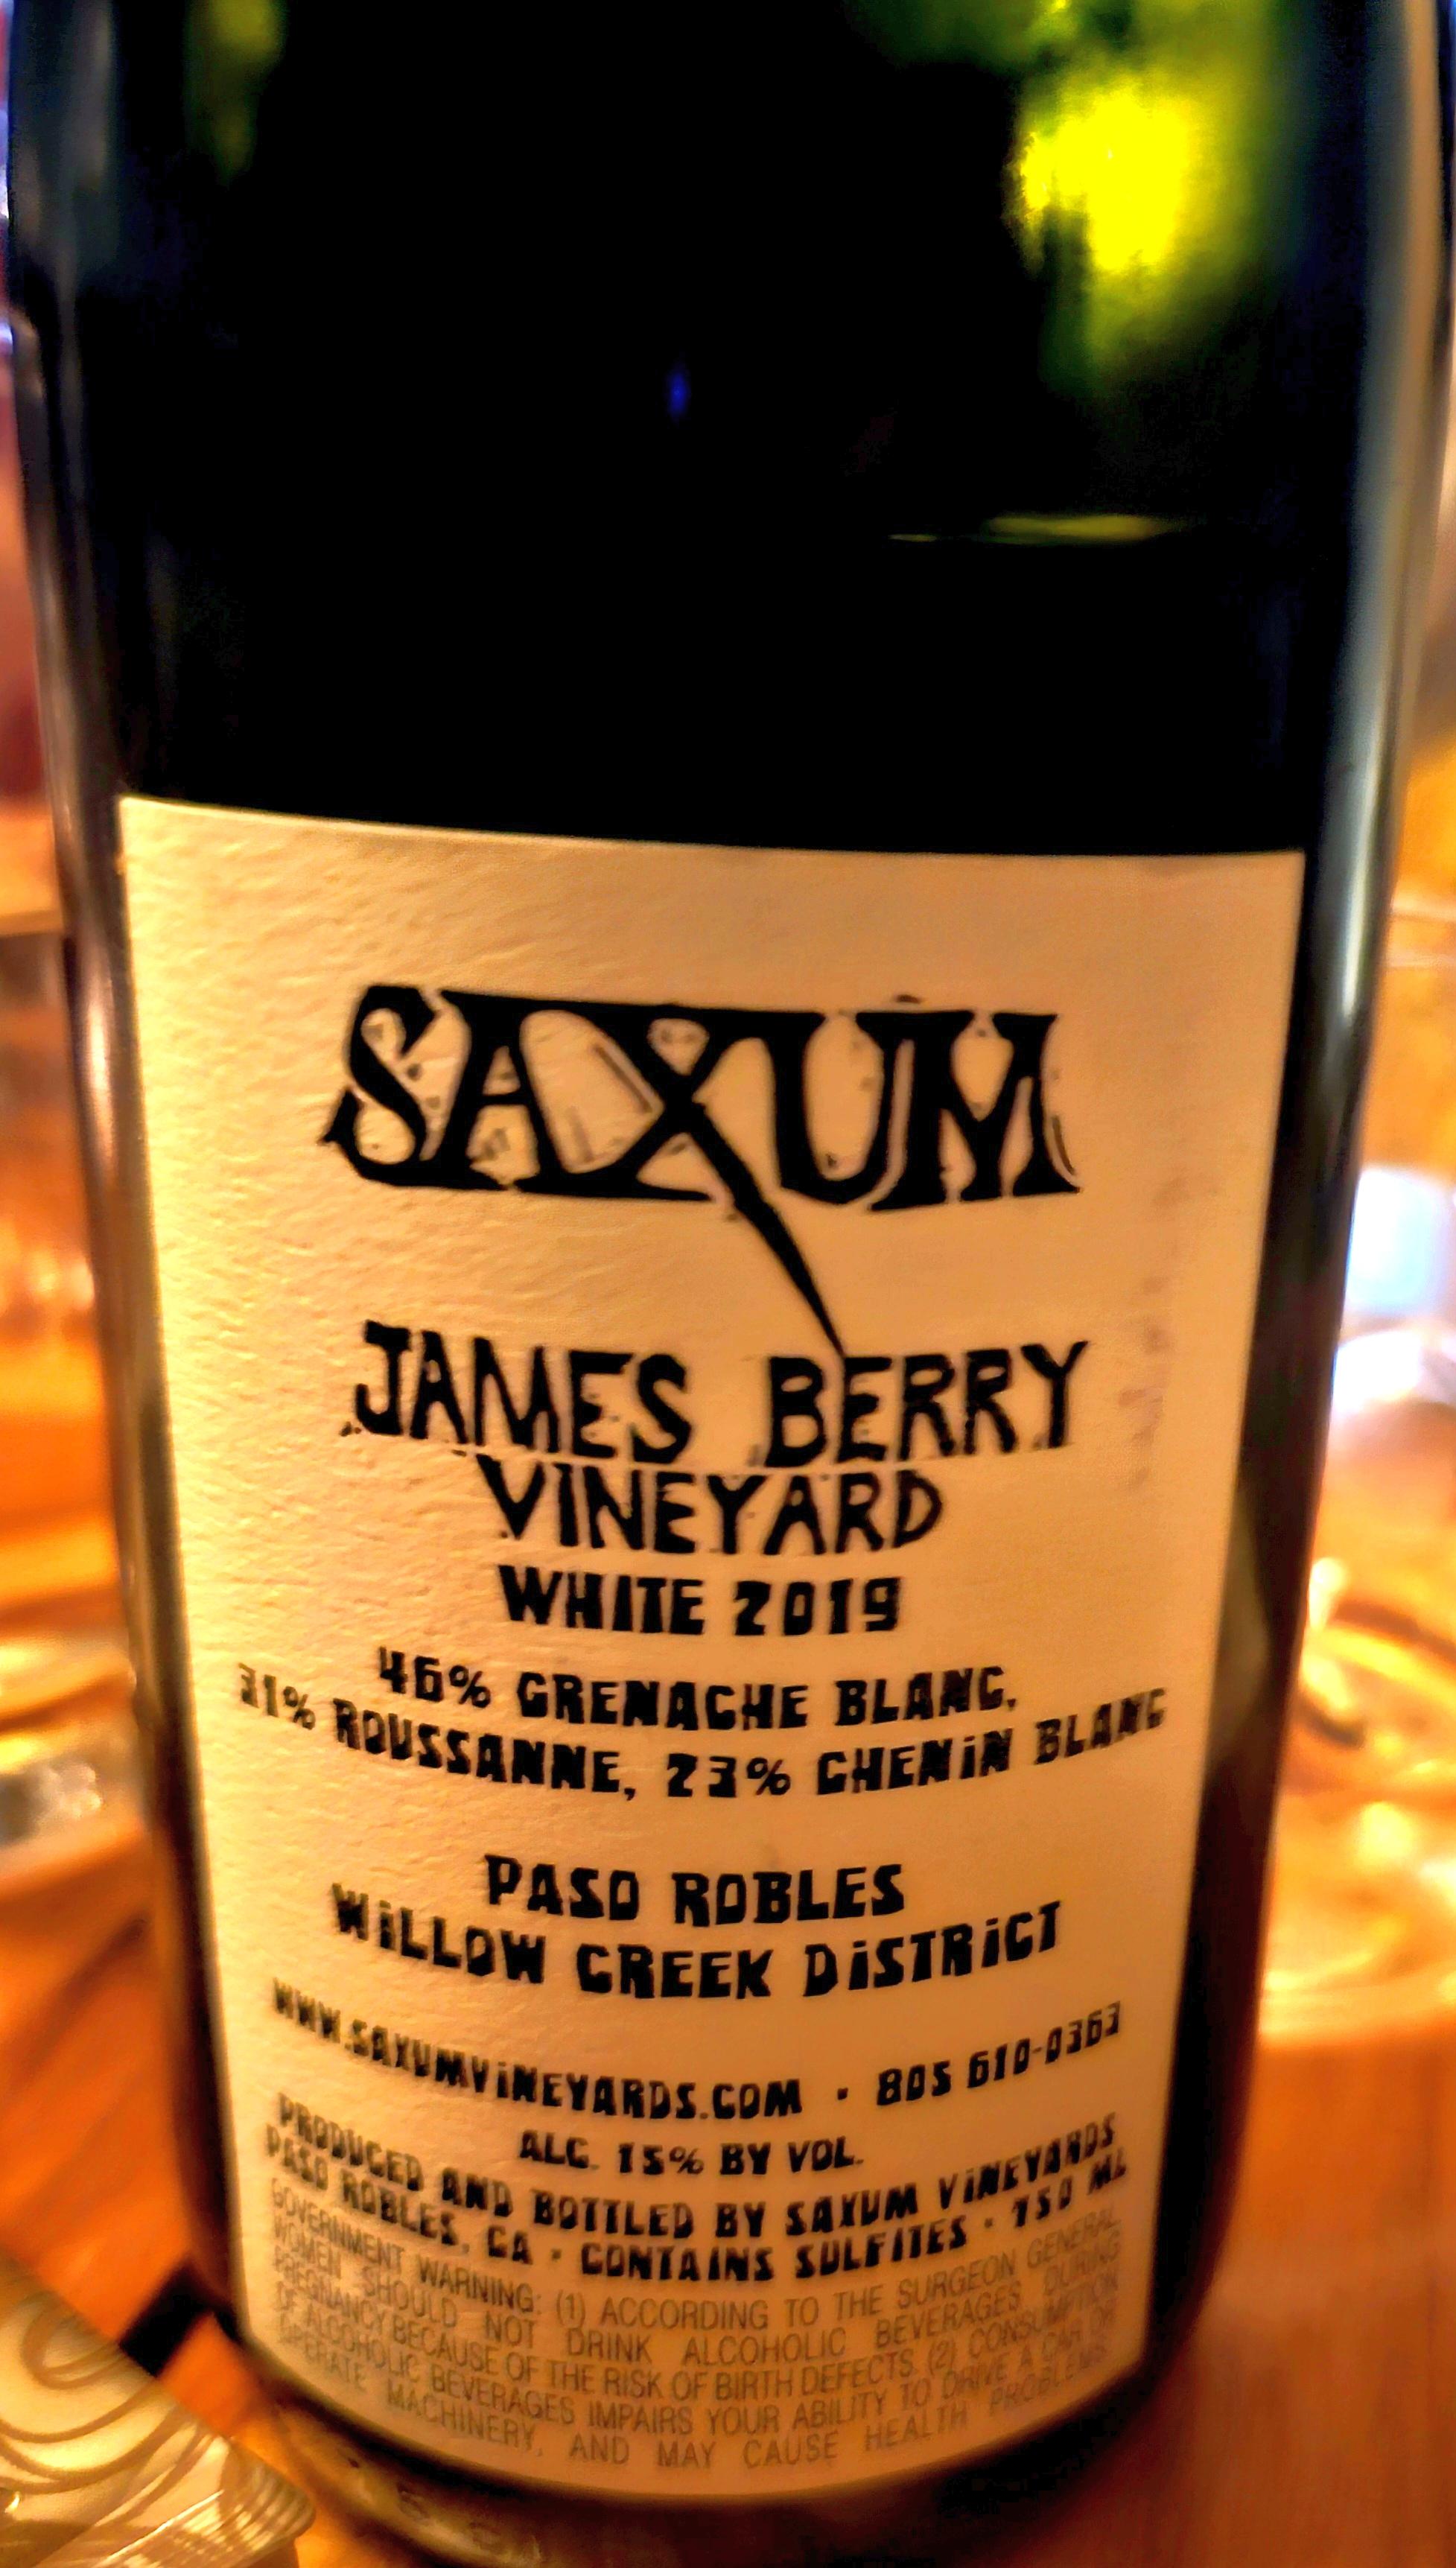 SAXUM
JAMES BERRY
VINEYARD
WHITE 2019
46% GRENACHE BLANC,
31% ROUSSANNE, 23% CHENiN BLANC
PASO ROBLES
WiLLOW CREEK DiSTRiCT
WWW.SAXUMViNEYARDS.COM · 805 610-0363
ALC. 15% BY VOL.
PRODUCED AND BOTTLED BY SAXUM ViNEYARDS
PASO ROBLES, CA · CONTAINS SULFITES · 750 ML
GOVERNMENT WARNING: (1) ACCORDING TO THE SURGEON GENERAL
WOMEN SHOULD NOT DRINK ALCOHOLIC BEVERAGES DURING
PREGNANCY BECAUSE OF THE RISK OF BIRTH DEFECTS. (2) CONSUMPTION
OF ALCOHOLIC BEVERAGES IMPAIRS YOUR ABILITY TO DRIVE A CAR OR
OPERATE MACHINERY, AND MAY CAUSE HEALTH PROBLEMS